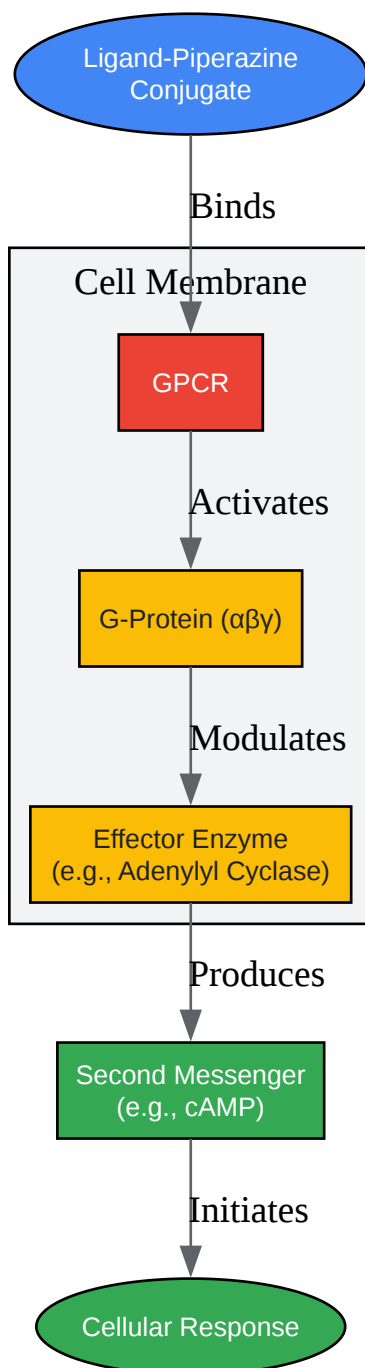 Ligand-Piperazine
Conjugate
Binds
Cell Membrane
GPCR
Activates
G-Protein (αβγ)
Modulates
Effector Enzyme
(e.g., Adenylyl Cyclase)
Produces
Second Messenger
(e.g., cAMP)
Initiates
Cellular Response